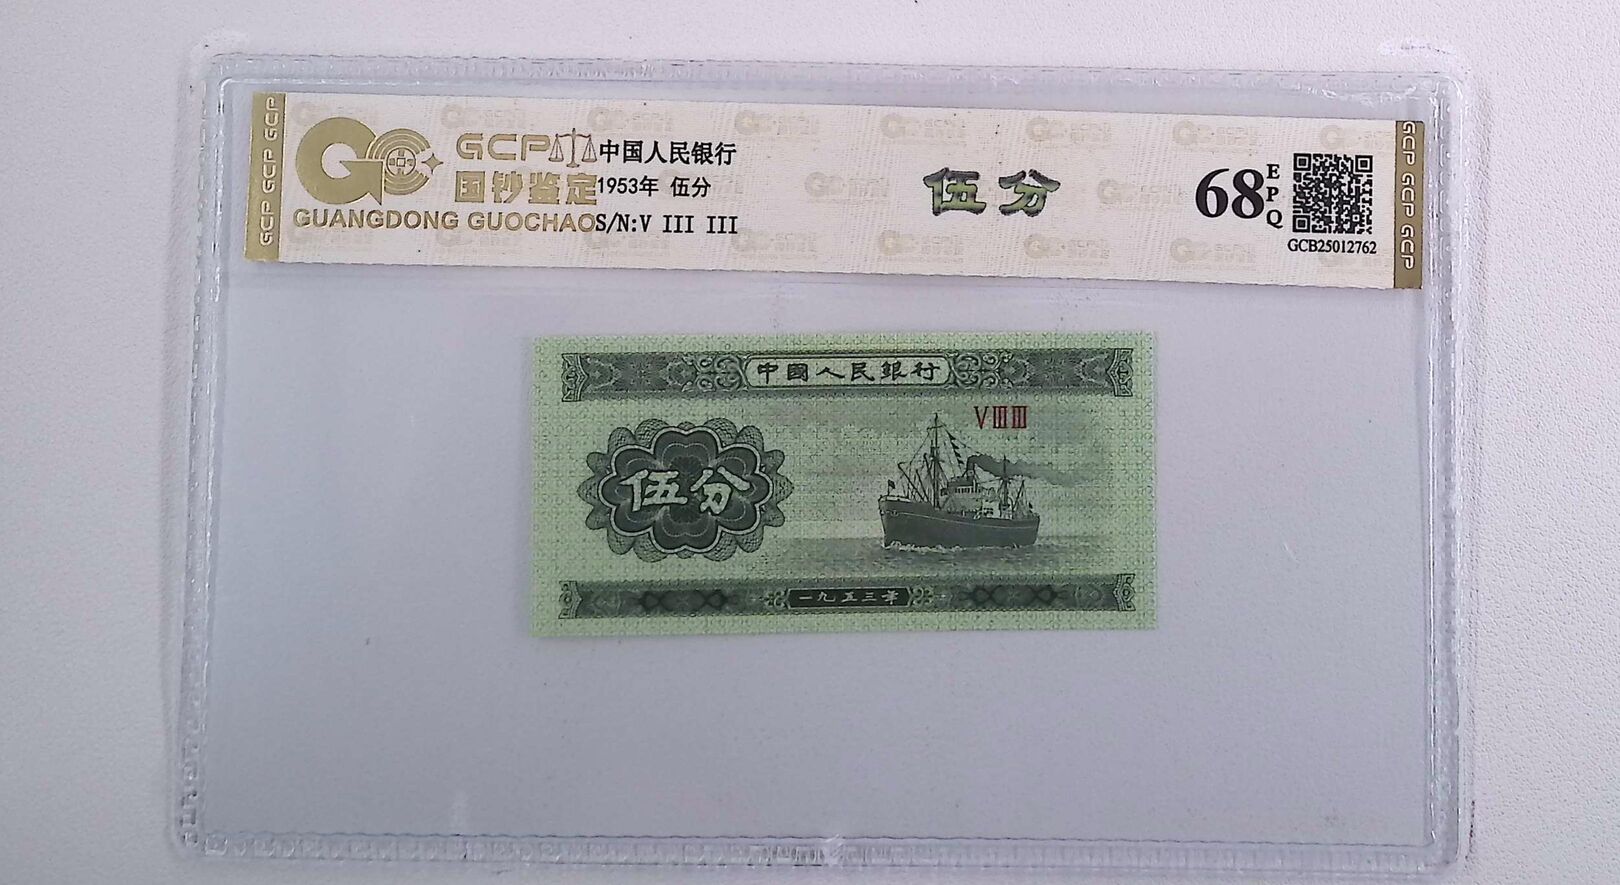 GCP
中国人民银行
国钞鉴定
1953年 伍分
GUANGDONG GUOCHAO
S/N:V III III
伍分
68
EPQ
GCB25012762
GCP GCP GCP
GCP GCP GCP
中國人民銀行
VⅢⅢ
伍分
一九五三年